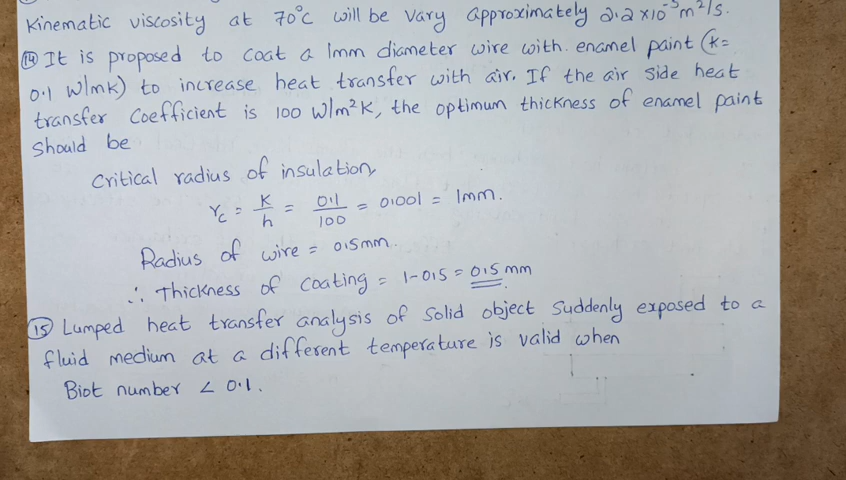 Kinematic viscosity at 70°c will be vary approximately 2.2 x10⁻⁵ m²/s.
⑭ It is proposed to coat a 1mm diameter wire with enamel paint (k=
0.1 W/mk) to increase heat transfer with air. If the air side heat
transfer coefficient is 100 W/m²K, the optimum thickness of enamel paint
should be
Critical radius of insulation,
r_c = K/h = 0.1/100 = 0.001 = 1mm.
Radius of wire = 0.5mm.
∴ Thickness of coating = 1-0.5 = 0.5 mm
⑮ Lumped heat transfer analysis of solid object suddenly exposed to a
fluid medium at a different temperature is valid when
Biot number < 0.1.